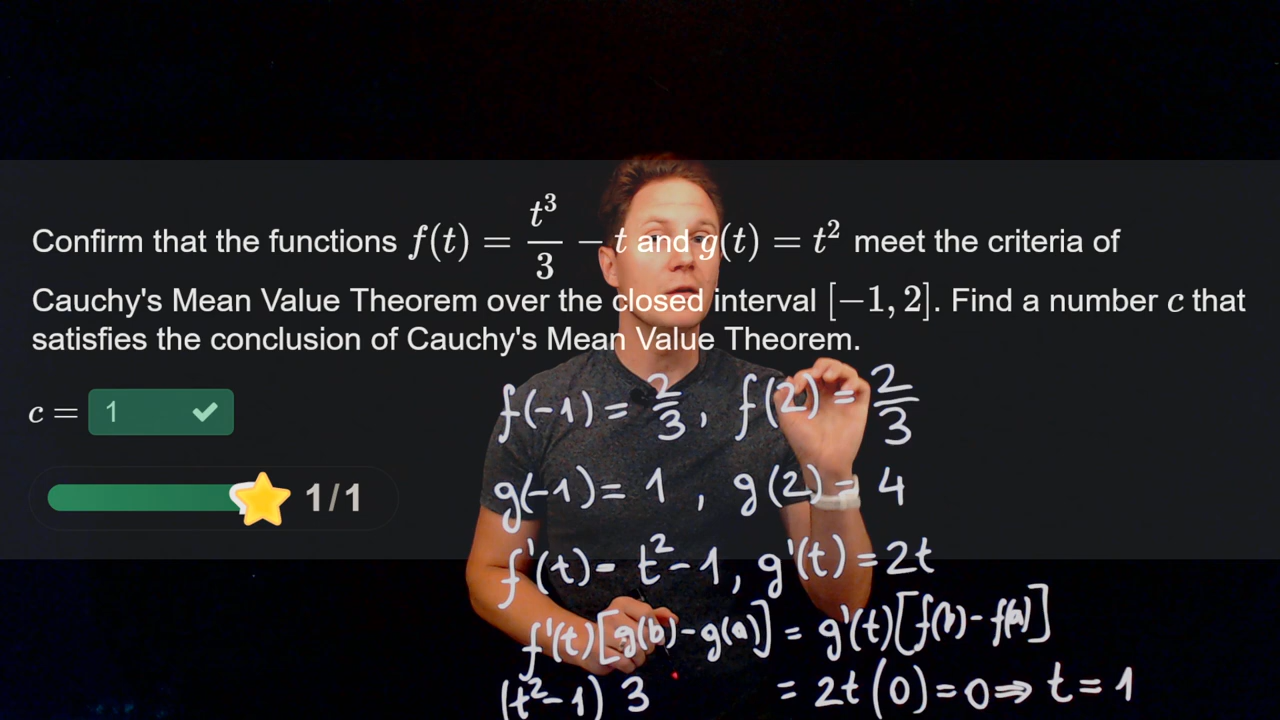 Confirm that the functions f(t) = t³/3 − t and g(t) = t² meet the criteria of
Cauchy's Mean Value Theorem over the closed interval [−1, 2]. Find a number c that
satisfies the conclusion of Cauchy's Mean Value Theorem.
c = 1 ✔
1/1
f(-1) = 2/3, f(2) = 2/3
g(-1) = 1, g(2) = 4
f'(t) = t²-1, g'(t) = 2t
f'(t)[g(b)-g(a)] = g'(t)[f(b)-f(a)]
(t²-1) 3 = 2t(0) = 0 ⇒ t = 1